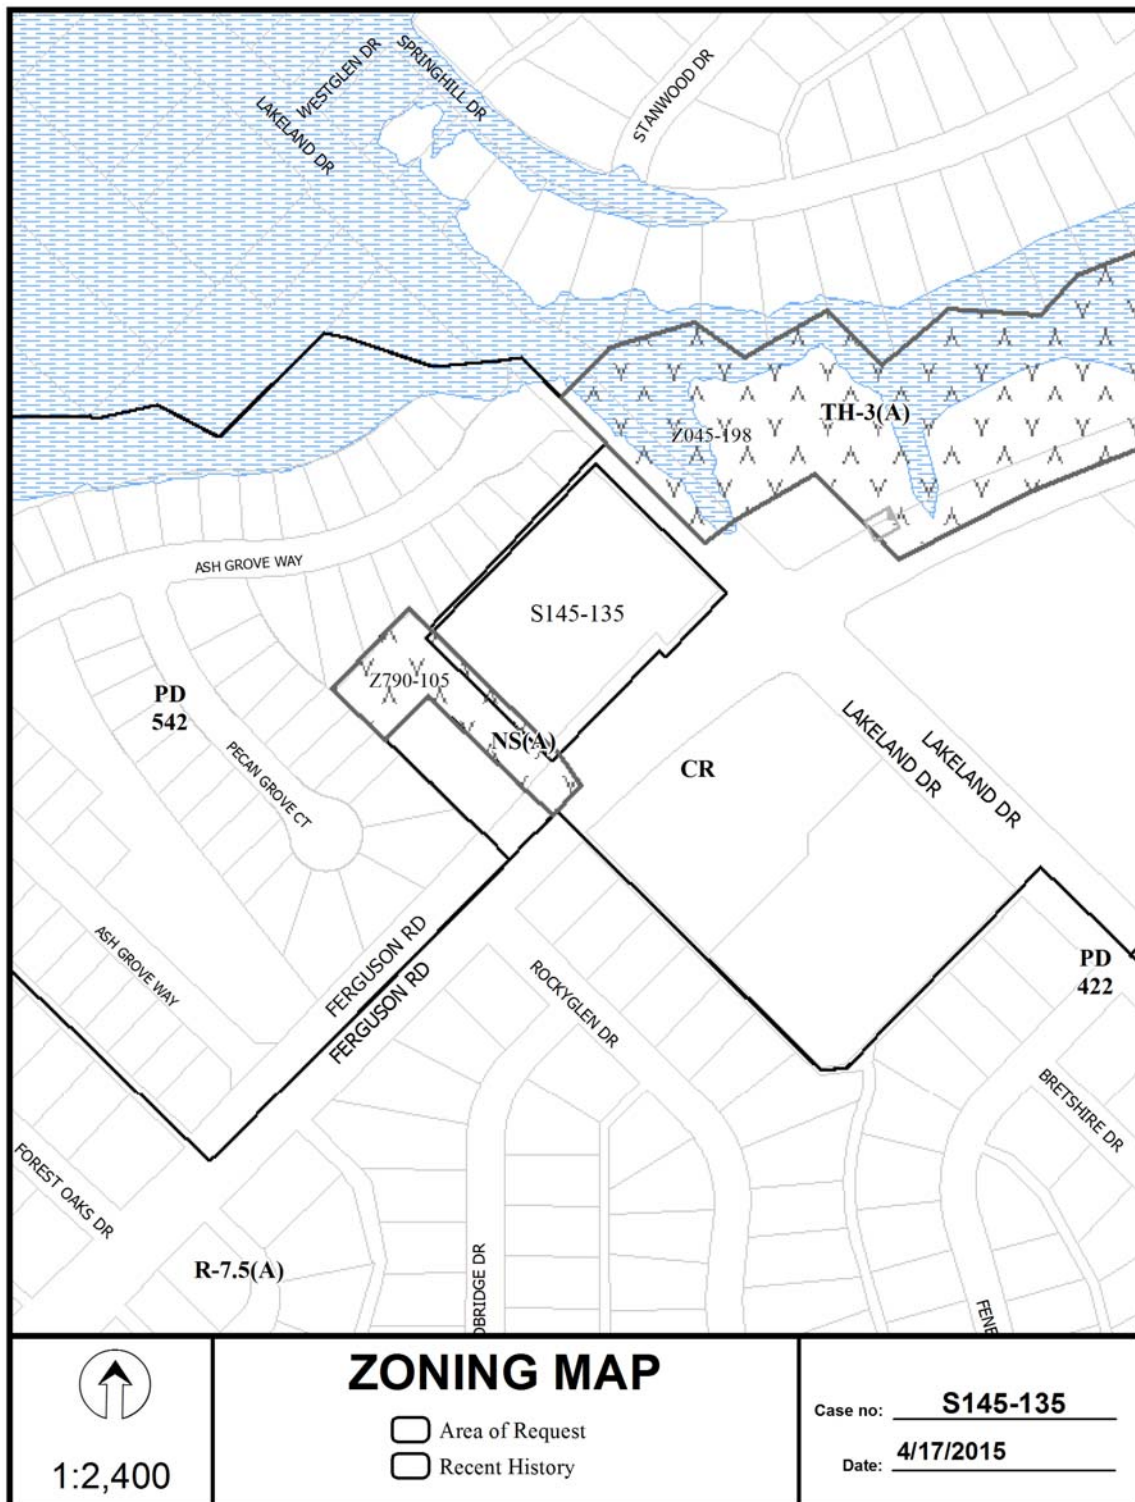 WESTGLEN DR
SPRINGHILL DR
STANWOOD DR
LAKELAND DR
TH-3(A)
Z045-198
ASH GROVE WAY
S145-135
Z790-105
PD
542
NS(A)
CR
LAKELAND DR
LAKELAND DR
PECAN GROVE CT
ASH GROVE WAY
FERGUSON RD
FERGUSON RD
ROCKYGLEN DR
PD
422
BRETSHIRE DR
FOREST OAKS DR
R-7.5(A)
DBRIDGE DR
FENE
1:2,400
ZONING MAP
Area of Request
Recent History
Case no: S145-135
Date: 4/17/2015